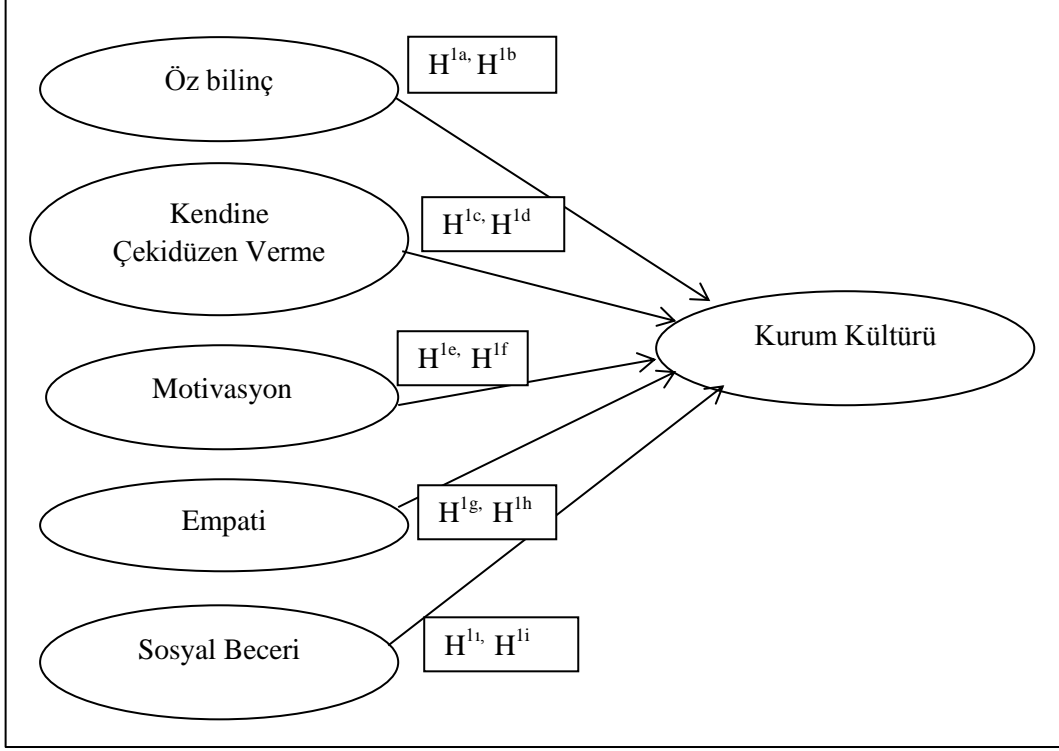 Öz bilinç
H1a, H1b
Kendine
Çekidüzen Verme
H1c, H1d
Motivasyon
H1e, H1f
Empati
H1g, H1h
Sosyal Beceri
H1ı, H1i
Kurum Kültürü